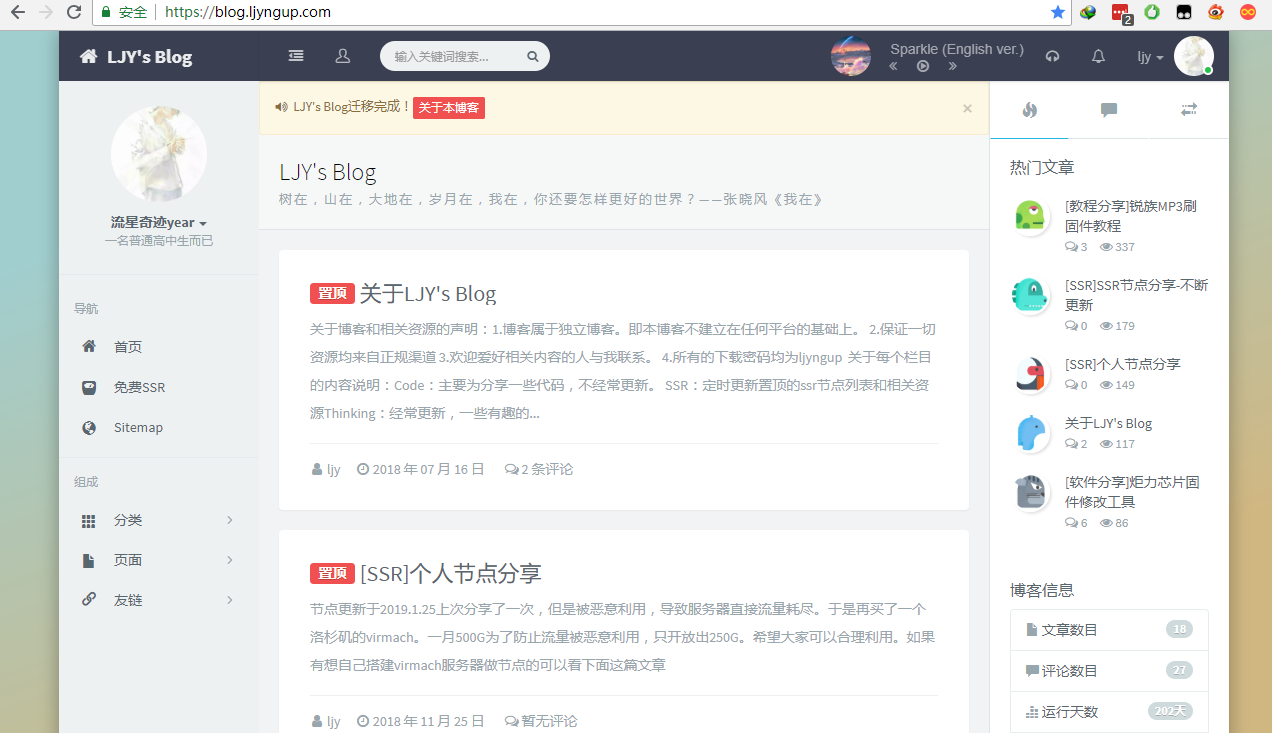 安全 https://blog.ljyngup.com
2
LJY's Blog
输入关键词搜索...
Sparkle (English ver.)
ljy
流星奇迹year
一名普通高中生而已
导航
首页
免费SSR
Sitemap
组成
分类
页面
友链
LJY's Blog迁移完成！ 关于本博客
×
LJY's Blog
树在，山在，大地在，岁月在，我在，你还要怎样更好的世界？——张晓风《我在》
置顶 关于LJY's Blog
关于博客和相关资源的声明：1.博客属于独立博客。即本博客不建立在任何平台的基础上。 2.保证一切
资源均来自正规渠道 3.欢迎爱好相关内容的人与我联系。 4.所有的下载密码均为ljyngup 关于每个栏目
的内容说明：Code：主要为分享一些代码，不经常更新。 SSR：定时更新置顶的ssr节点列表和相关资
源Thinking：经常更新，一些有趣的...
ljy 2018 年 07 月 16 日 2 条评论
置顶 [SSR]个人节点分享
节点更新于2019.1.25上次分享了一次，但是被恶意利用，导致服务器直接流量耗尽。于是再买了一个
洛杉矶的virmach。一月500G为了防止流量被恶意利用，只开放出250G。希望大家可以合理利用。如果
有想自己搭建virmach服务器做节点的可以看下面这篇文章
ljy 2018 年 11 月 25 日 暂无评论
热门文章
[教程分享]锐族MP3刷
固件教程
3 337
[SSR]SSR节点分享-不断
更新
0 179
[SSR]个人节点分享
0 149
关于LJY's Blog
2 117
[软件分享]炬力芯片固
件修改工具
6 86
博客信息
文章数目 18
评论数目 27
运行天数 202天